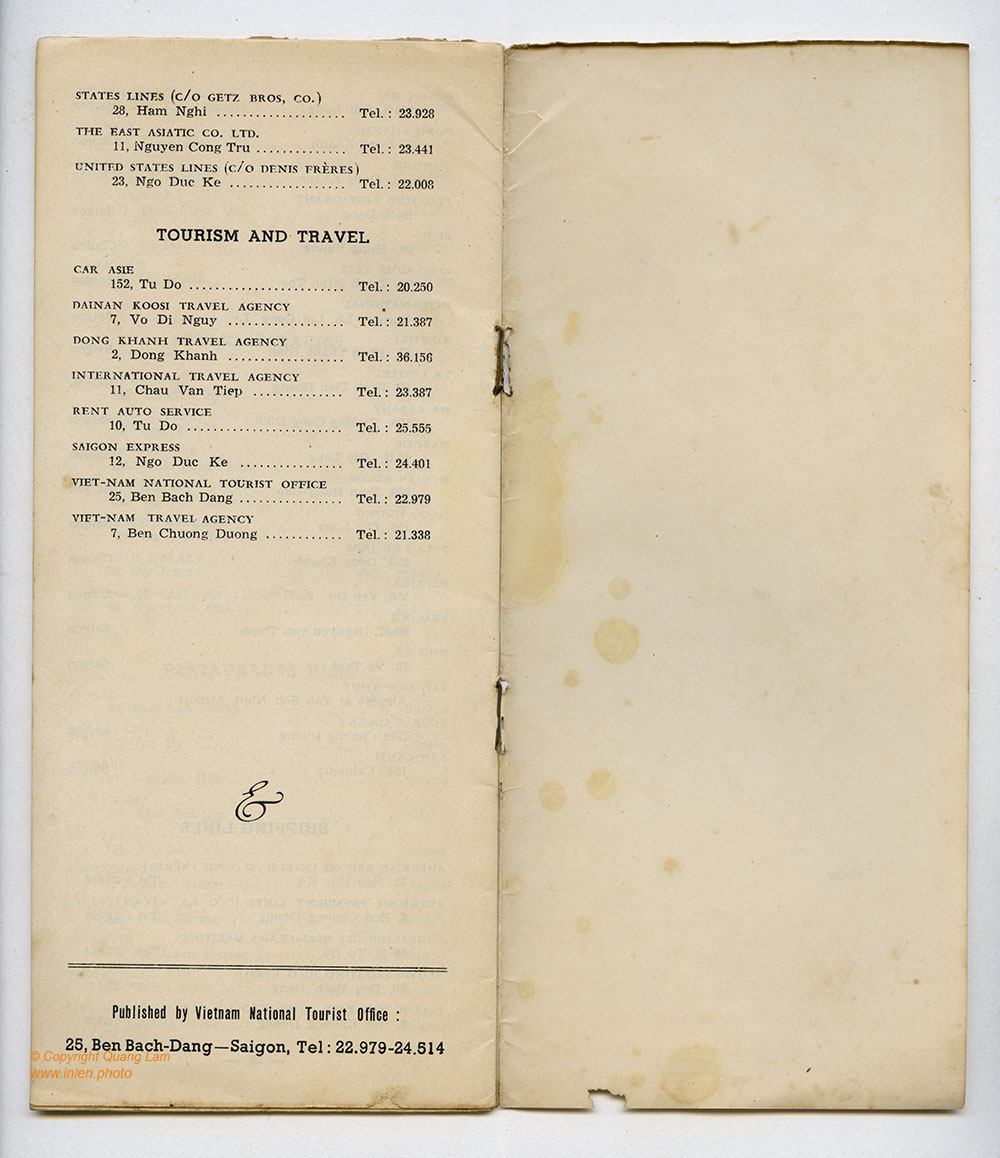 STATES LINES (C/O GETZ BROS, CO.)
28, Ham Nghi .................... Tel. : 23.928
THE EAST ASIATIC CO. LTD.
11, Nguyen Cong Tru .............. Tel. : 23.441
UNITED STATES LINES (C/O DENIS FRÈRES)
23, Ngo Duc Ke .................. Tel. : 22.008
TOURISM AND TRAVEL
CAR ASIE
152, Tu Do ........................ Tel. : 20.250
DAINAN KOOSI TRAVEL AGENCY
7, Vo Di Nguy .................. Tel. : 21.387
DONG KHANH TRAVEL AGENCY
2, Dong Khanh .................. Tel. : 36.156
INTERNATIONAL TRAVEL AGENCY
11, Chau Van Tiep .............. Tel. : 23.387
RENT AUTO SERVICE
10, Tu Do ........................ Tel. : 25.555
SAIGON EXPRESS
12, Ngo Duc Ke ................ Tel. : 24.401
VIET-NAM NATIONAL TOURIST OFFICE
25, Ben Bach Dang ................ Tel. : 22.979
VIET-NAM TRAVEL AGENCY
7, Ben Chuong Duong ............ Tel. : 21.338
&
Published by Vietnam National Tourist Office :
25, Ben Bach-Dang—Saigon, Tel : 22.979-24.514
© Copyright Quang Lam
www.inlen.photo